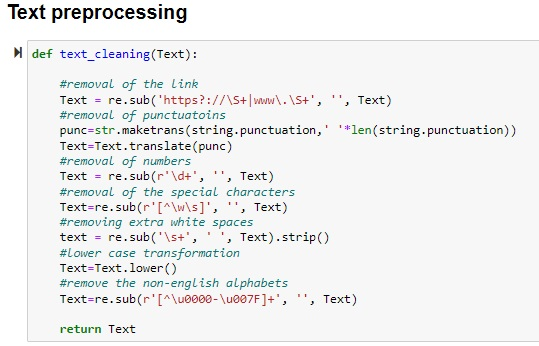 Text preprocessing
def text_cleaning(Text):
#removal of the link
Text = re.sub('https?://\S+|www\.\S+', '', Text)
#removal of punctuatoins
punc=str.maketrans(string.punctuation,' '*len(string.punctuation))
Text=Text.translate(punc)
#removal of numbers
Text = re.sub(r'\d+', '', Text)
#removal of the special characters
Text=re.sub(r'[^\w\s]', '', Text)
#removing extra white spaces
text = re.sub('\s+', ' ', Text).strip()
#lower case transformation
Text=Text.lower()
#remove the non-english alphabets
Text=re.sub(r'[^\u0000-\u007F]+', '', Text)
return Text